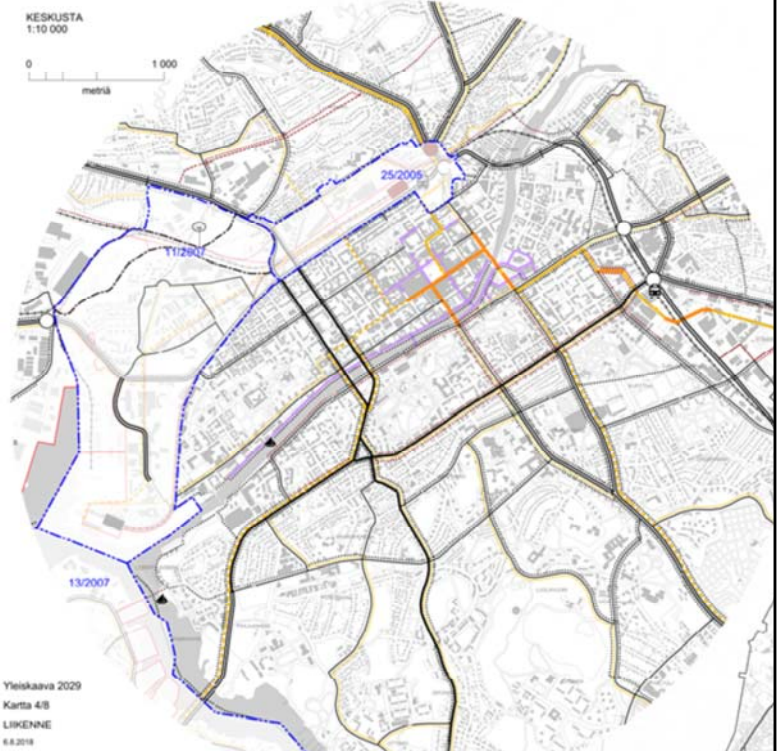 KESKUSTA
1:10 000
0 1 000
metriä
25/2005
11/2007
13/2007
Yleiskaava 2029
Kartta 4/8
LIIKENNE
6.8.2018